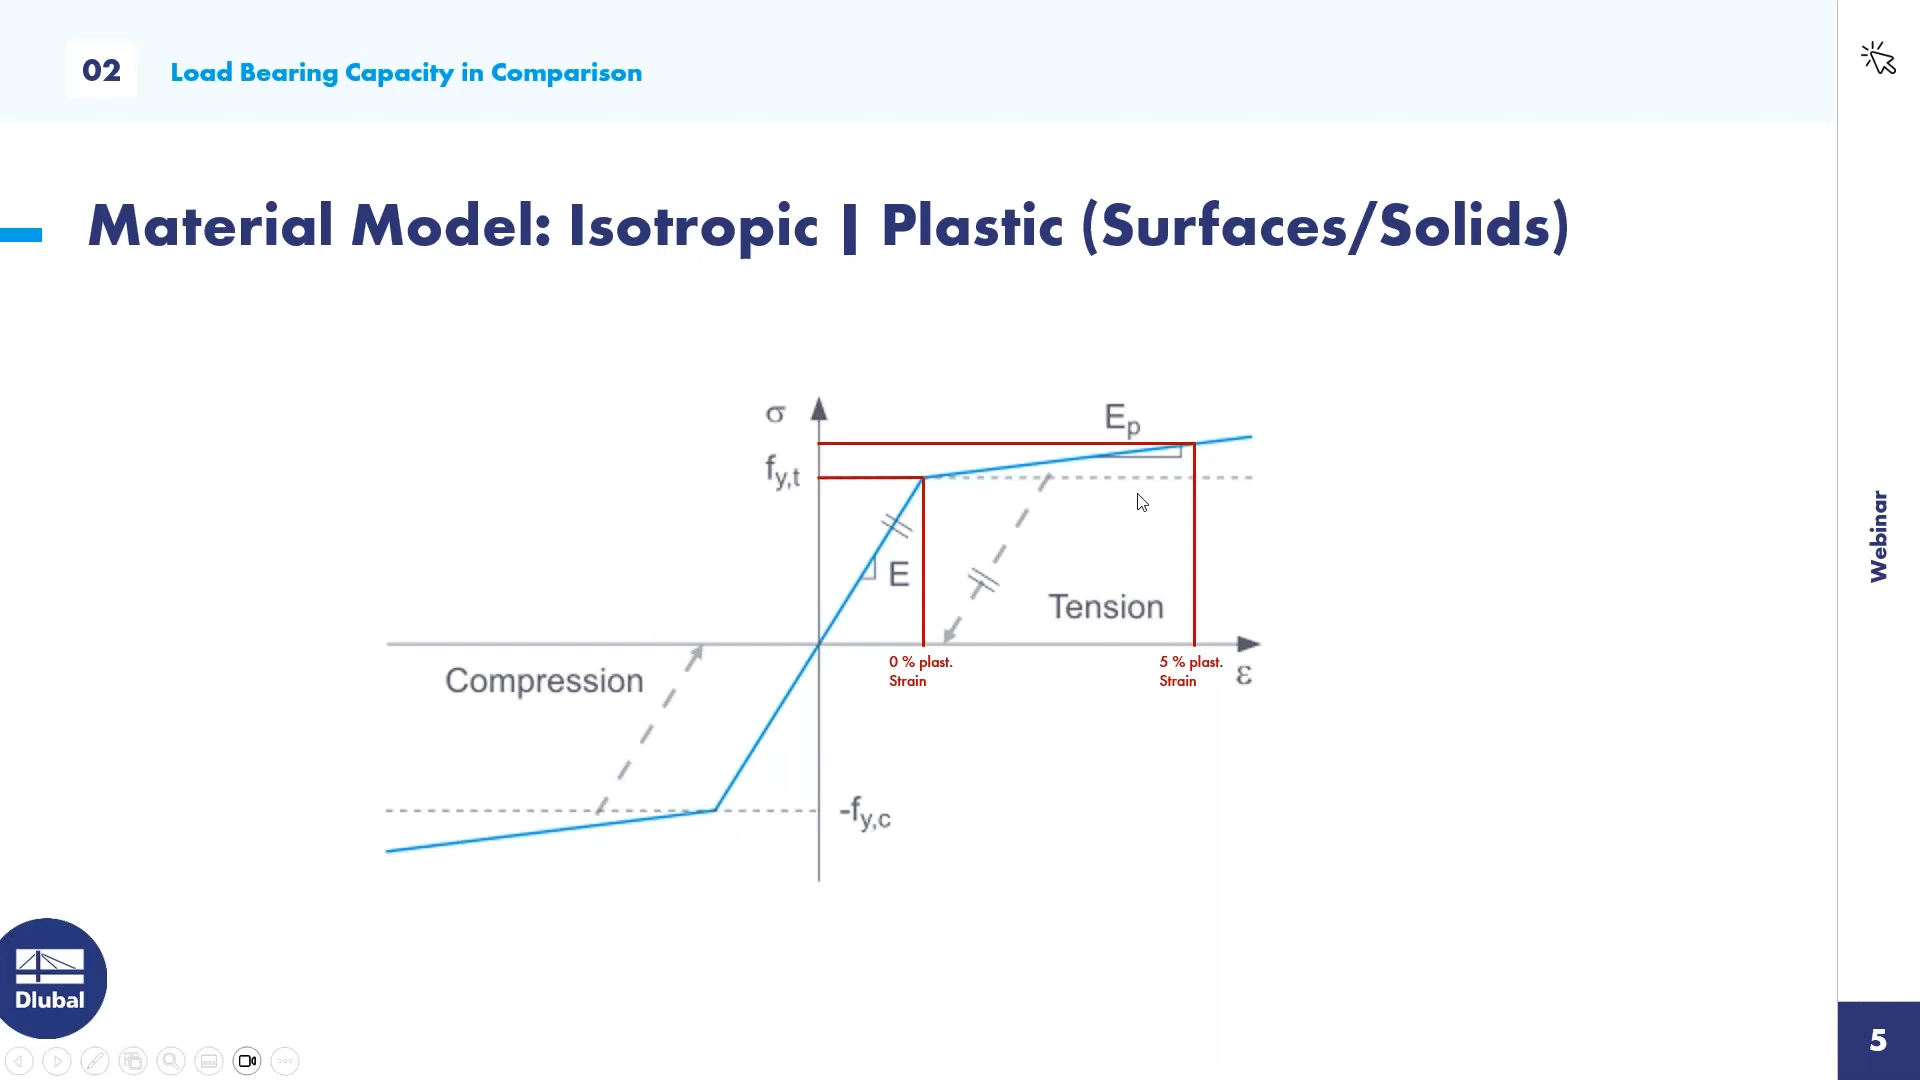 02
Load Bearing Capacity in Comparison
Material Model: Isotropic | Plastic (Surfaces/Solids)
σ
Ep
fy,t
E
Tension
0 % plast.
Strain
5 % plast.
Strain
ε
Compression
-fy,c
Webinar
Dlubal
5